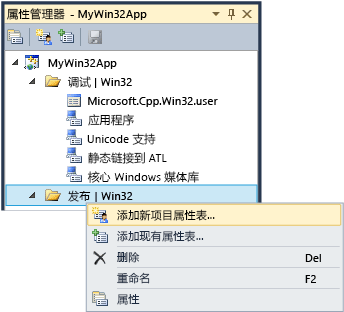 属性管理器 - MyWin32App
MyWin32App
调试 | Win32
Microsoft.Cpp.Win32.user
应用程序
Unicode 支持
静态链接到 ATL
核心 Windows 媒体库
发布 | Win32
添加新项目属性表...
添加现有属性表...
删除 Del
重命名 F2
属性